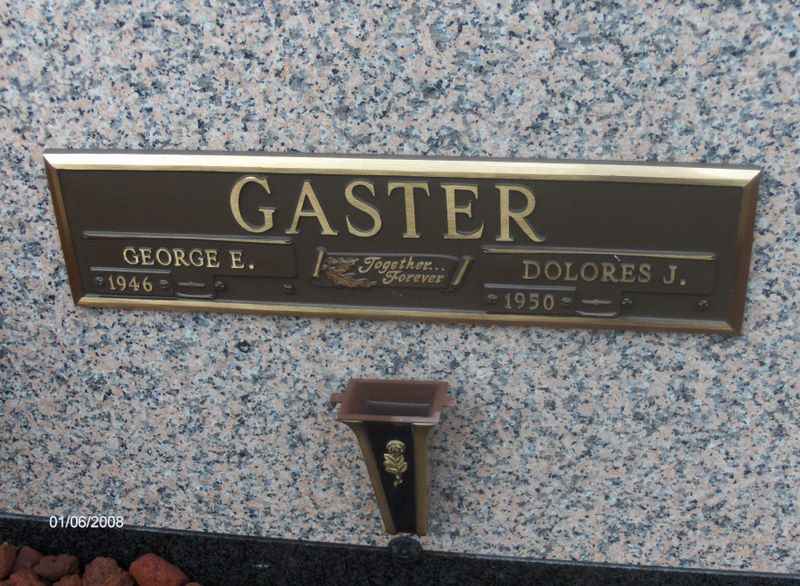 GASTER
GEORGE E.
1946
Together...
Forever
DOLORES J.
1950
01/06/2008